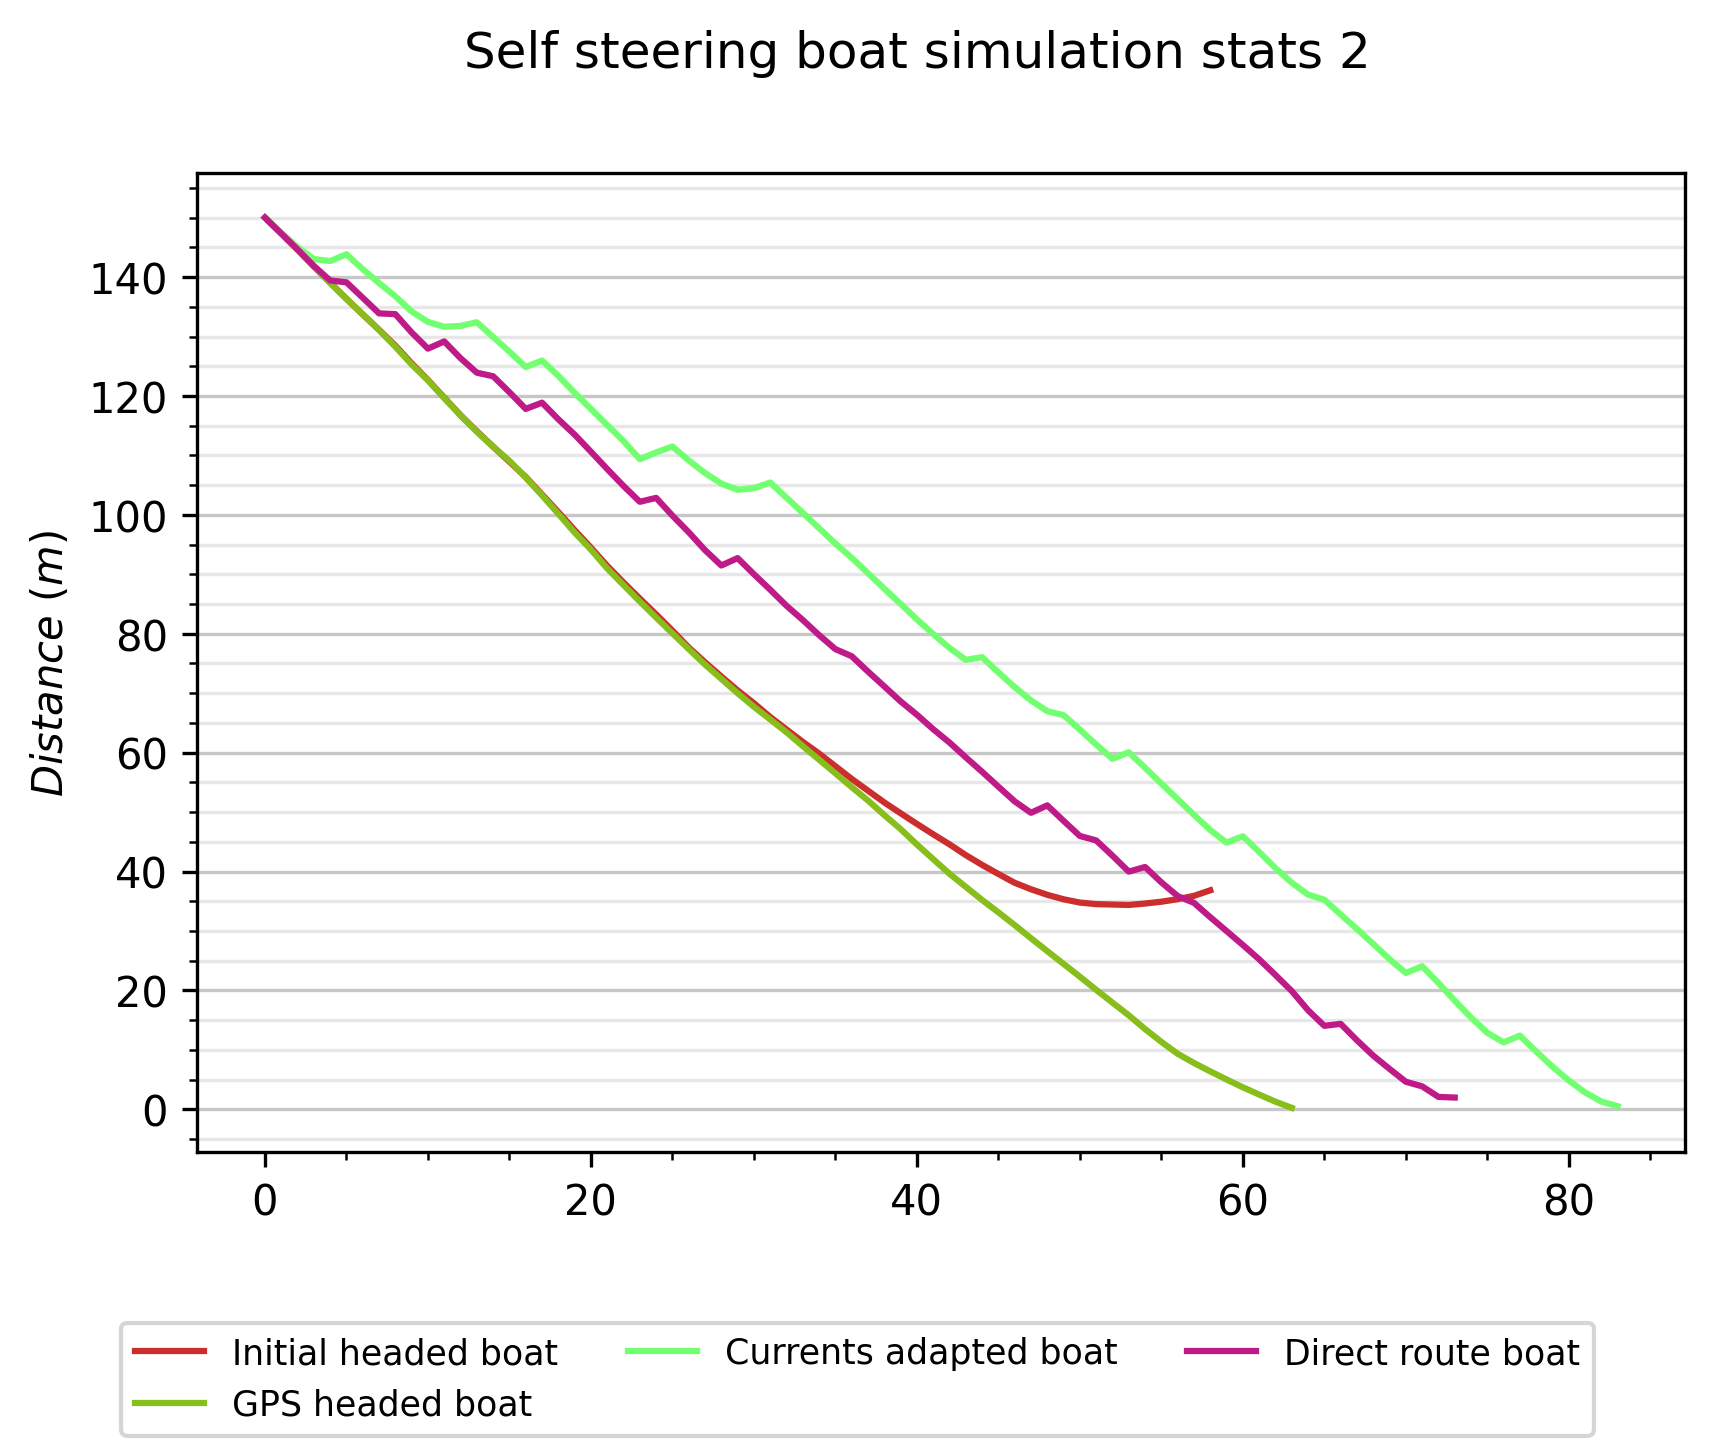 Self steering boat simulation stats 2
Distance (m)
140
120
100
80
60
40
20
0
0 20 40 60 80
Initial headed boat Currents adapted boat Direct route boat
GPS headed boat